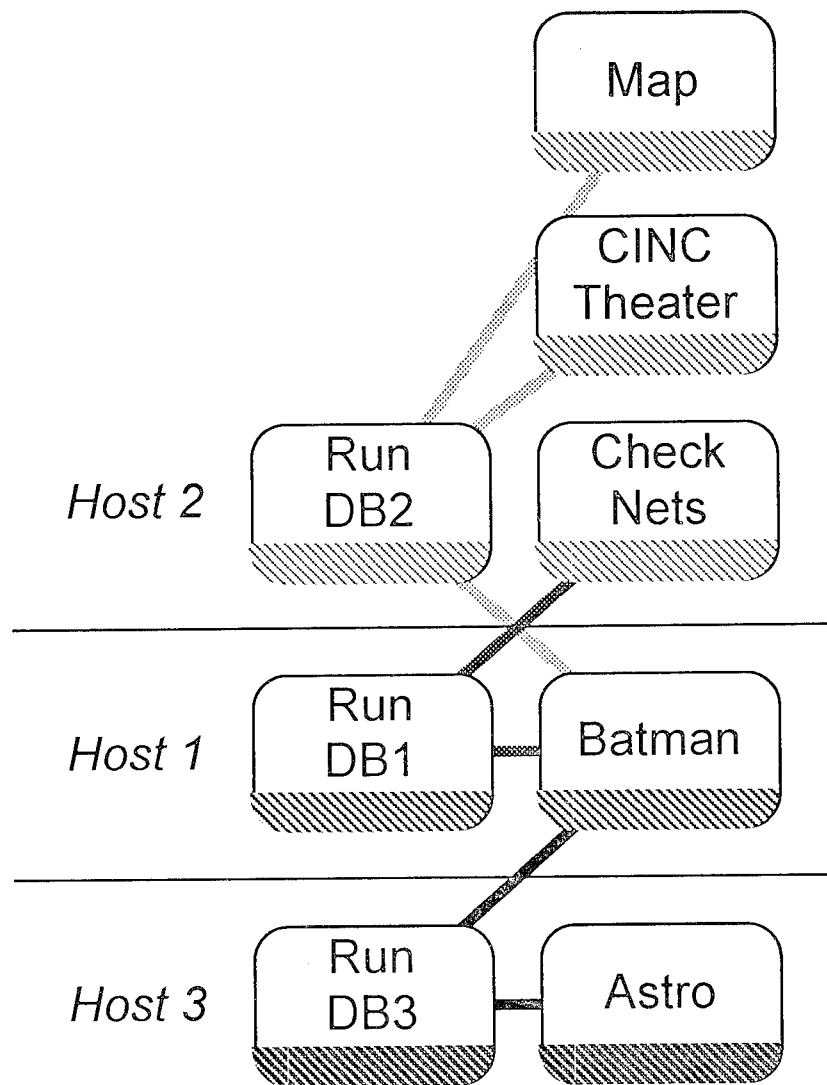 Map
CINC
Theater
Host 2
Run
DB2
Check
Nets
Host 1
Run
DB1
Batman
Host 3
Run
DB3
Astro